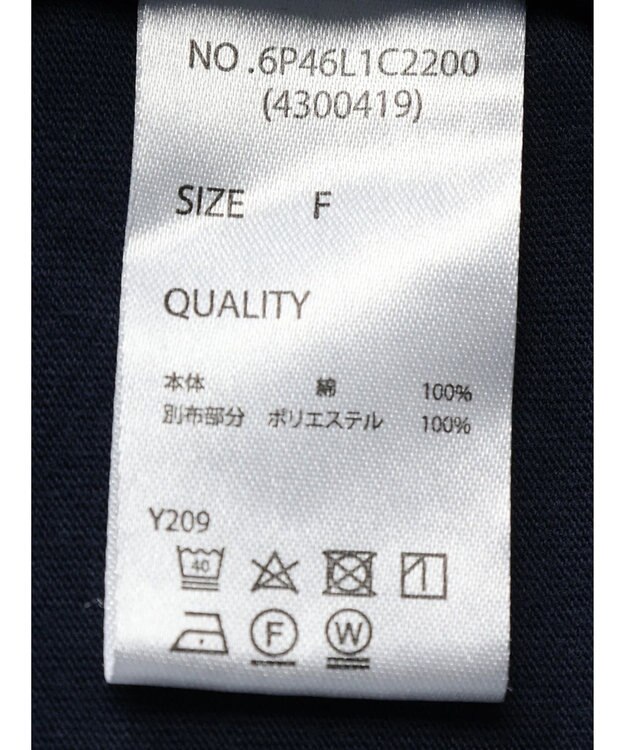 NO.6P46L1C2200
(4300419)
SIZE F
QUALITY
本体 綿 100%
別布部分 ポリエステル 100%
Y209
40
F W